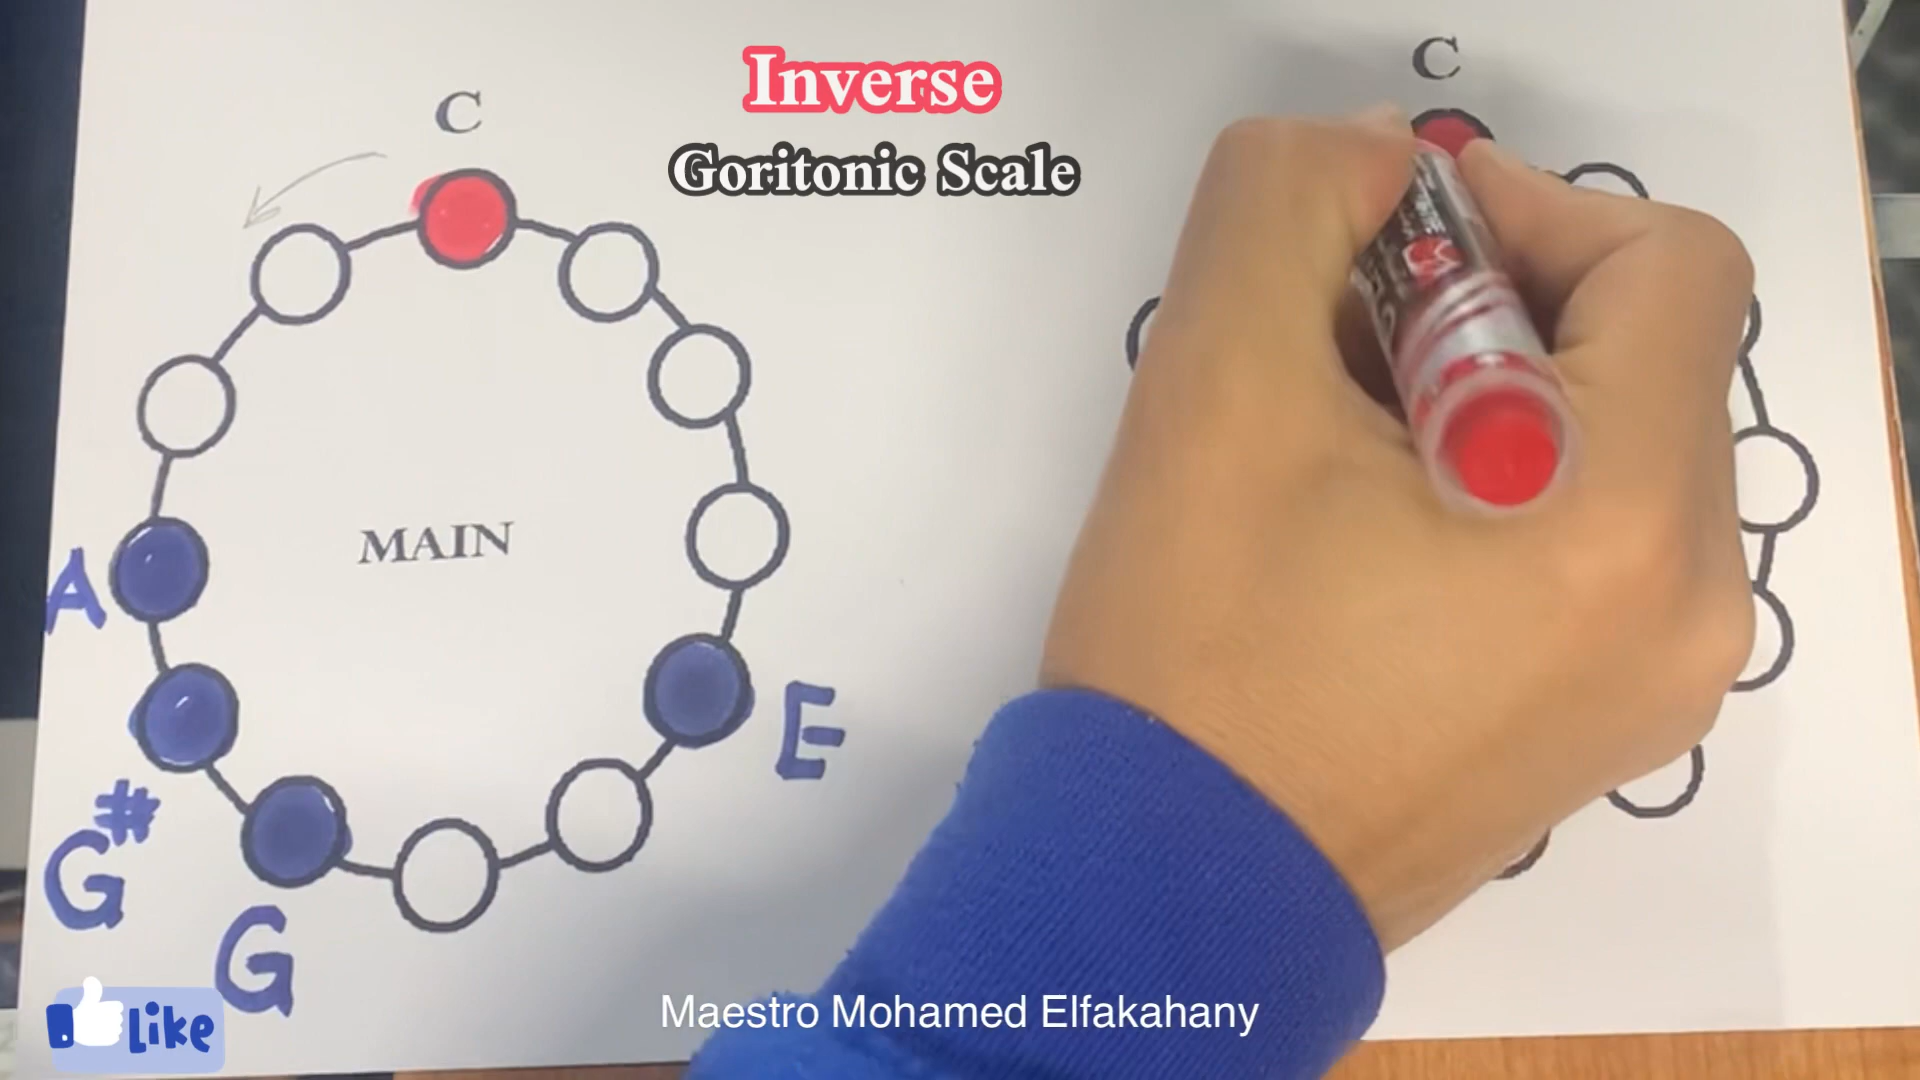 Inverse
Goritonic Scale
C
C
MAIN
A
G#
G
E
Like
Maestro Mohamed Elfakahany